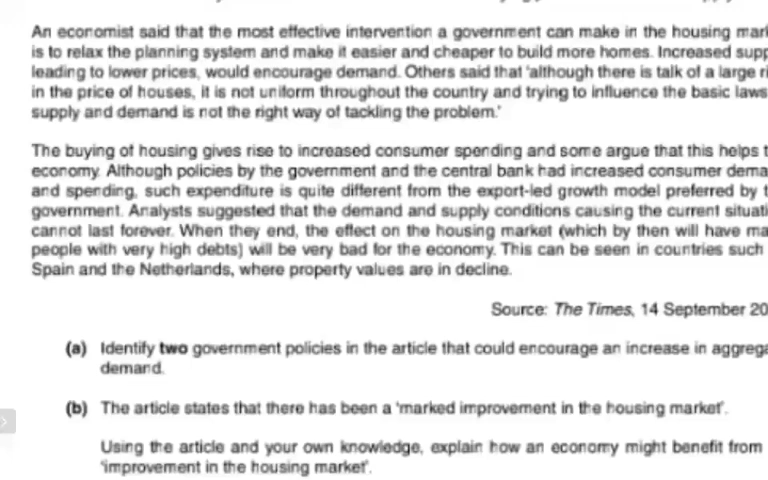 An economist said that the most effective intervention a government can make in the housing
is to relax the planning system and make it easier and cheaper to build more homes. Increased
leading to lower prices, would encourage demand. Others said that 'although there is talk of a large
in the price of houses, it is not uniform throughout the country and trying to influence the basic laws
supply and demand is not the right way of tackling the problem.'
The buying of housing gives rise to increased consumer spending and some argue that this helps
economy. Although policies by the government and the central bank had increased consumer
and spending, such expenditure is quite different from the export-led growth model preferred by
government. Analysts suggested that the demand and supply conditions causing the current
cannot last forever. When they end, the effect on the housing market (which by then will have
people with very high debts) will be very bad for the economy. This can be seen in countries such
Spain and the Netherlands, where property values are in decline.
Source: The Times, 14 September 20
(a) Identify two government policies in the article that could encourage an increase in
demand.
(b) The article states that there has been a 'marked improvement in the housing market'.
Using the article and your own knowledge, explain how an economy might benefit from
'improvement in the housing market'.